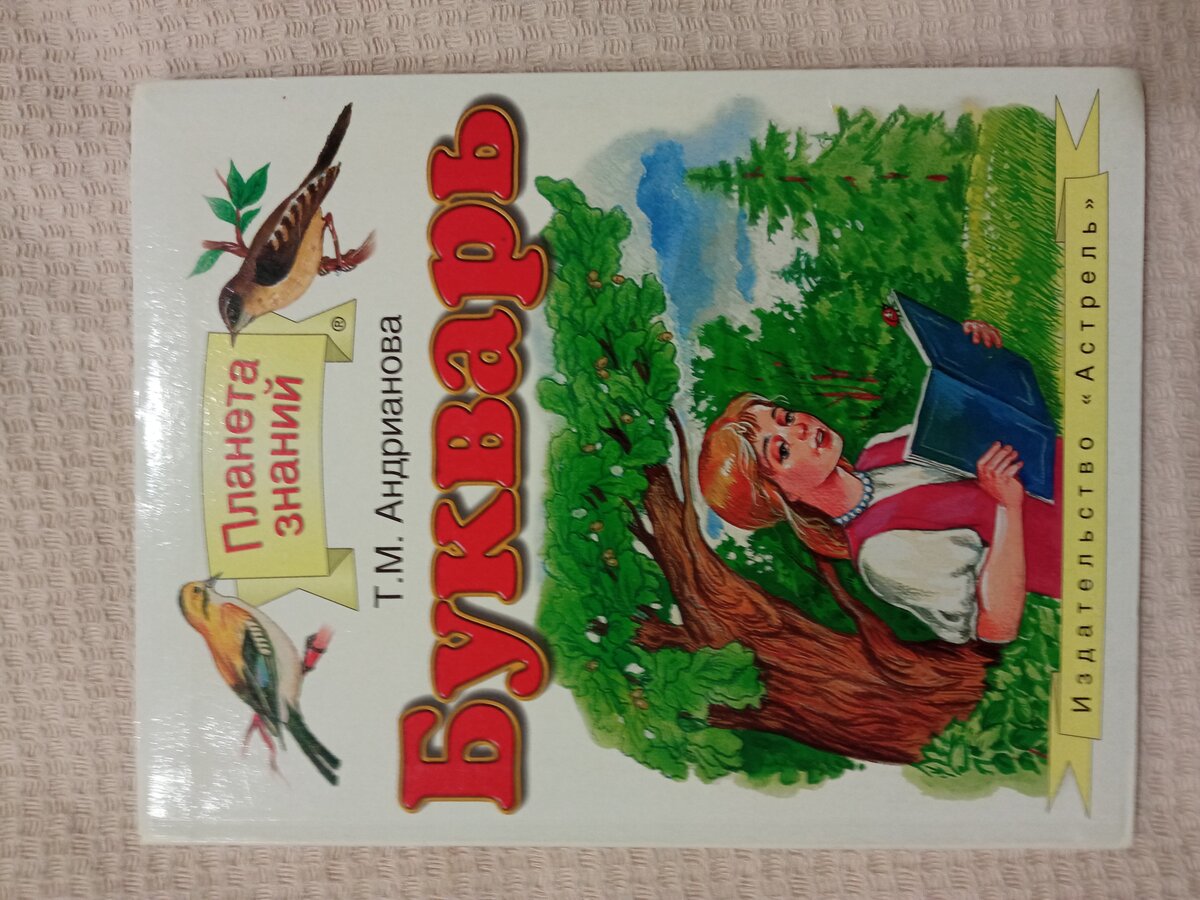 Планета
знаний
®
Т.М. Андрианова
Букварь
Издательство «Астрель»